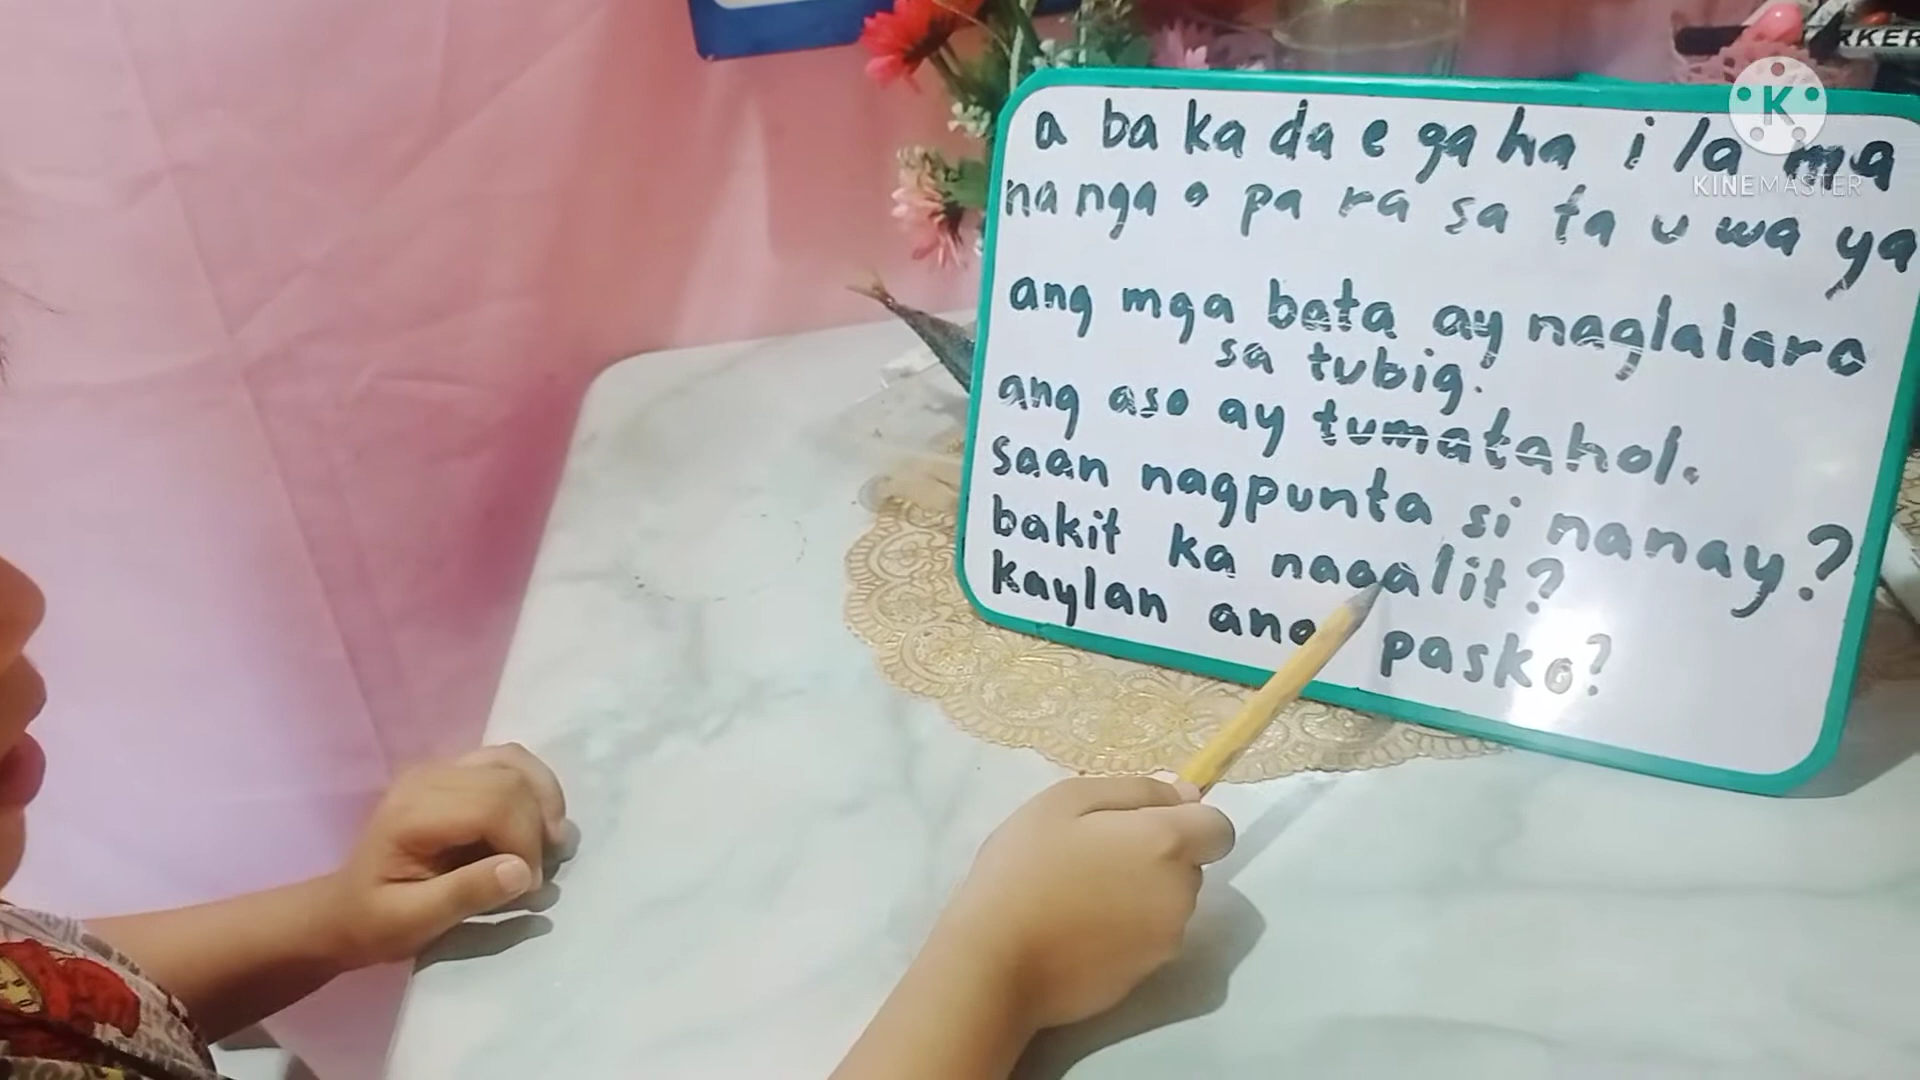 a ba ka da e ga ha i la ma
na nga o pa ra sa ta u wa ya
ang mga bata ay naglalaro
sa tubig.
ang aso ay tumatahol.
saan nagpunta si nanay?
bakit ka nagalit?
kaylan ang pasko?
K
KINEMASTER